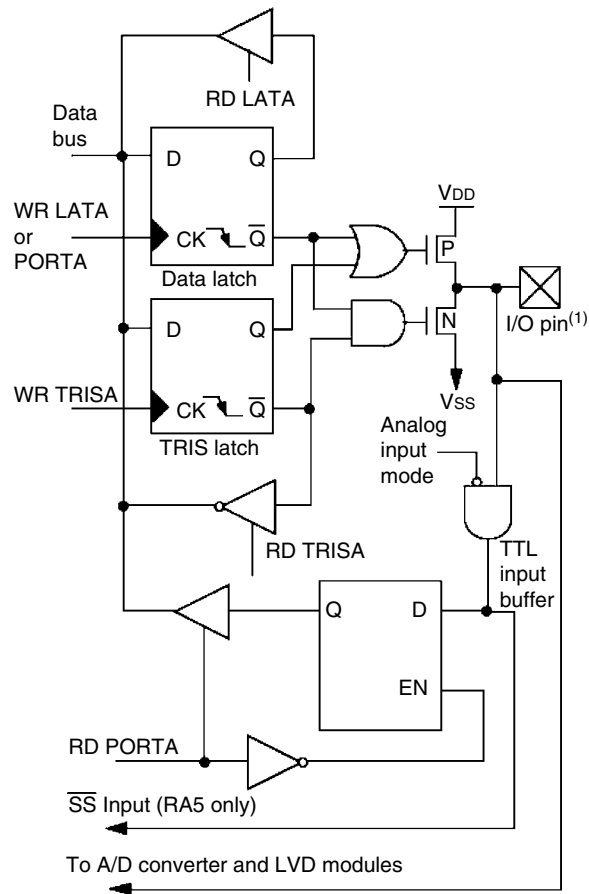 RD LATA
Data
bus
D Q
WR LATA
or
PORTA
CK Q̅
Data latch
VDD
P
N
I/O pin(1)
VSS
D Q
WR TRISA
CK Q̅
TRIS latch
Analog
input
mode
RD TRISA
TTL
input
buffer
Q D
EN
RD PORTA
S̅S̅ Input (RA5 only)
To A/D converter and LVD modules